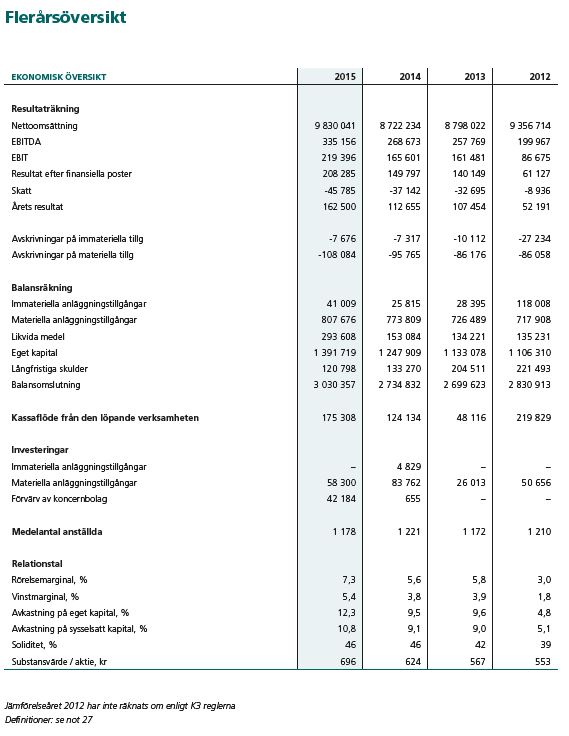 Flerårsöversikt
EKONOMISK ÖVERSIKT 2015 2014 2013 2012
Resultaträkning
Nettoomsättning 9 830 041 8 722 234 8 798 022 9 356 714
EBITDA 335 156 268 673 257 769 199 967
EBIT 219 396 165 601 161 481 86 675
Resultat efter finansiella poster 208 285 149 797 140 149 61 127
Skatt -45 785 -37 142 -32 695 -8 936
Årets resultat 162 500 112 655 107 454 52 191
Avskrivningar på immateriella tillg -7 676 -7 317 -10 112 -27 234
Avskrivningar på materiella tillg -108 084 -95 765 -86 176 -86 058
Balansräkning
Immateriella anläggningstillgångar 41 009 25 815 28 395 118 008
Materiella anläggningstillgångar 807 676 773 809 726 489 717 908
Likvida medel 293 608 153 084 134 221 135 231
Eget kapital 1 391 719 1 247 909 1 133 078 1 106 310
Långfristiga skulder 120 798 133 270 204 511 221 493
Balansomslutning 3 030 357 2 734 832 2 699 623 2 830 913
Kassaflöde från den löpande verksamheten 175 308 124 134 48 116 219 829
Investeringar
Immateriella anläggningstillgångar – 4 829 – –
Materiella anläggningstillgångar 58 300 83 762 26 013 50 656
Förvärv av koncernbolag 42 184 655 – –
Medelantal anställda 1 178 1 221 1 172 1 210
Relationstal
Rörelsemarginal, % 7,3 5,6 5,8 3,0
Vinstmarginal, % 5,4 3,8 3,9 1,8
Avkastning på eget kapital, % 12,3 9,5 9,6 4,8
Avkastning på sysselsatt kapital, % 10,8 9,1 9,0 5,1
Soliditet, % 46 46 42 39
Substansvärde / aktie, kr 696 624 567 553
Jämförelseåret 2012 har inte räknats om enligt K3 reglerna
Definitioner: se not 27